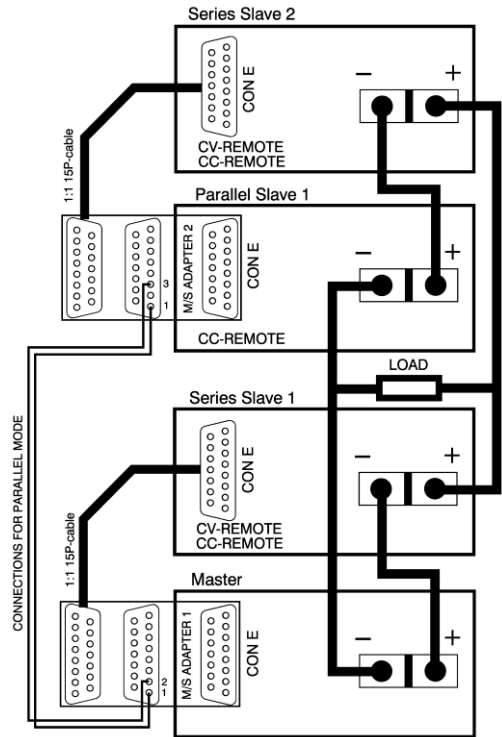 Series Slave 2
CON E
- +
CV-REMOTE
CC-REMOTE
1:1 15P-cable
Parallel Slave 1
M/S ADAPTER 2
CON E
3
1
- +
CC-REMOTE
LOAD
CONNECTIONS FOR PARALLEL MODE
Series Slave 1
CON E
- +
CV-REMOTE
CC-REMOTE
1:1 15P-cable
Master
M/S ADAPTER 1
CON E
2
1
- +